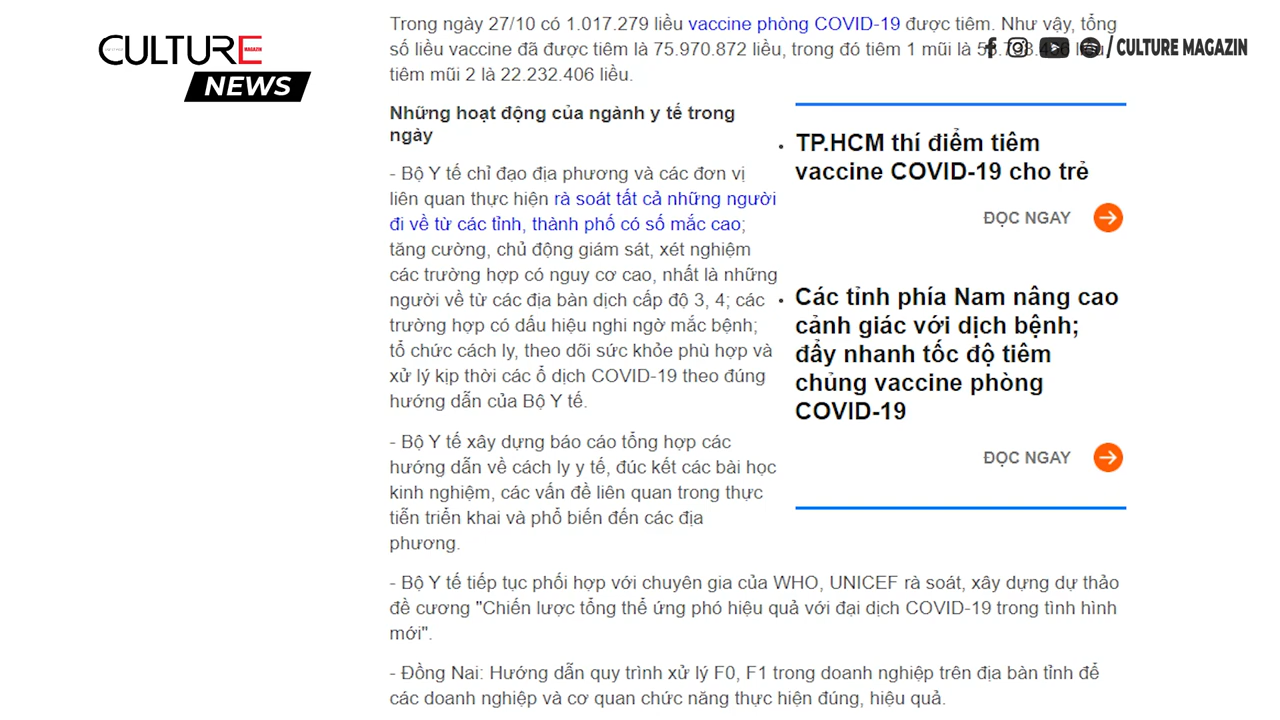 CULTURE
MAGAZIN
NEWS
/ CULTURE MAGAZIN
Trong ngày 27/10 có 1.017.279 liều vaccine phòng COVID-19 được tiêm. Như vậy, tổng
số liều vaccine đã được tiêm là 75.970.872 liều, trong đó tiêm 1 mũi là
tiêm mũi 2 là 22.232.406 liều.
Những hoạt động của ngành y tế trong
ngày
- Bộ Y tế chỉ đạo địa phương và các đơn vị
liên quan thực hiện rà soát tất cả những người
đi về từ các tỉnh, thành phố có số mắc cao;
tăng cường, chủ động giám sát, xét nghiệm
các trường hợp có nguy cơ cao, nhất là những
người về từ các địa bàn dịch cấp độ 3, 4; các
trường hợp có dấu hiệu nghi ngờ mắc bệnh;
tổ chức cách ly, theo dõi sức khỏe phù hợp và
xử lý kịp thời các ổ dịch COVID-19 theo đúng
hướng dẫn của Bộ Y tế.
- Bộ Y tế xây dựng báo cáo tổng hợp các
hướng dẫn về cách ly y tế, đúc kết các bài học
kinh nghiệm, các vấn đề liên quan trong thực
tiễn triển khai và phổ biến đến các địa
phương.
• TP.HCM thí điểm tiêm
vaccine COVID-19 cho trẻ
ĐỌC NGAY
• Các tỉnh phía Nam nâng cao
cảnh giác với dịch bệnh;
đẩy nhanh tốc độ tiêm
chủng vaccine phòng
COVID-19
ĐỌC NGAY
- Bộ Y tế tiếp tục phối hợp với chuyên gia của WHO, UNICEF rà soát, xây dựng dự thảo
đề cương "Chiến lược tổng thể ứng phó hiệu quả với đại dịch COVID-19 trong tình hình
mới".
- Đồng Nai: Hướng dẫn quy trình xử lý F0, F1 trong doanh nghiệp trên địa bàn tỉnh để
các doanh nghiệp và cơ quan chức năng thực hiện đúng, hiệu quả.